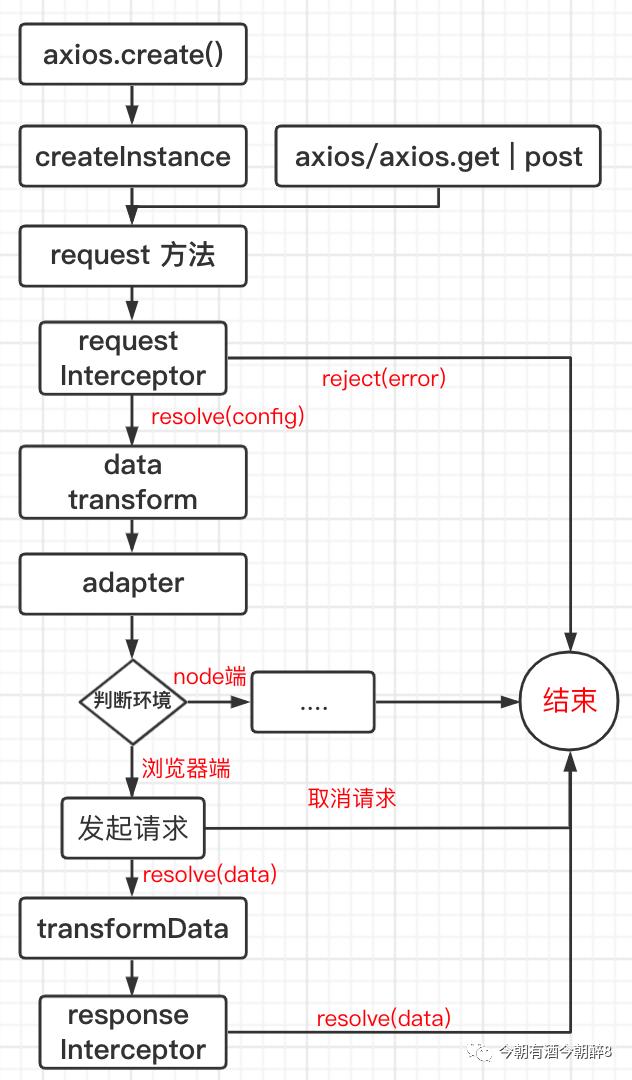 axios.create()
createInstance
axios/axios.get | post
request 方法
request
Interceptor
reject(error)
resolve(config)
data
transform
adapter
node端
判断环境
....
结束
浏览器端
取消请求
发起请求
resolve(data)
transformData
response
Interceptor
resolve(data)
今朝有酒今朝醉8